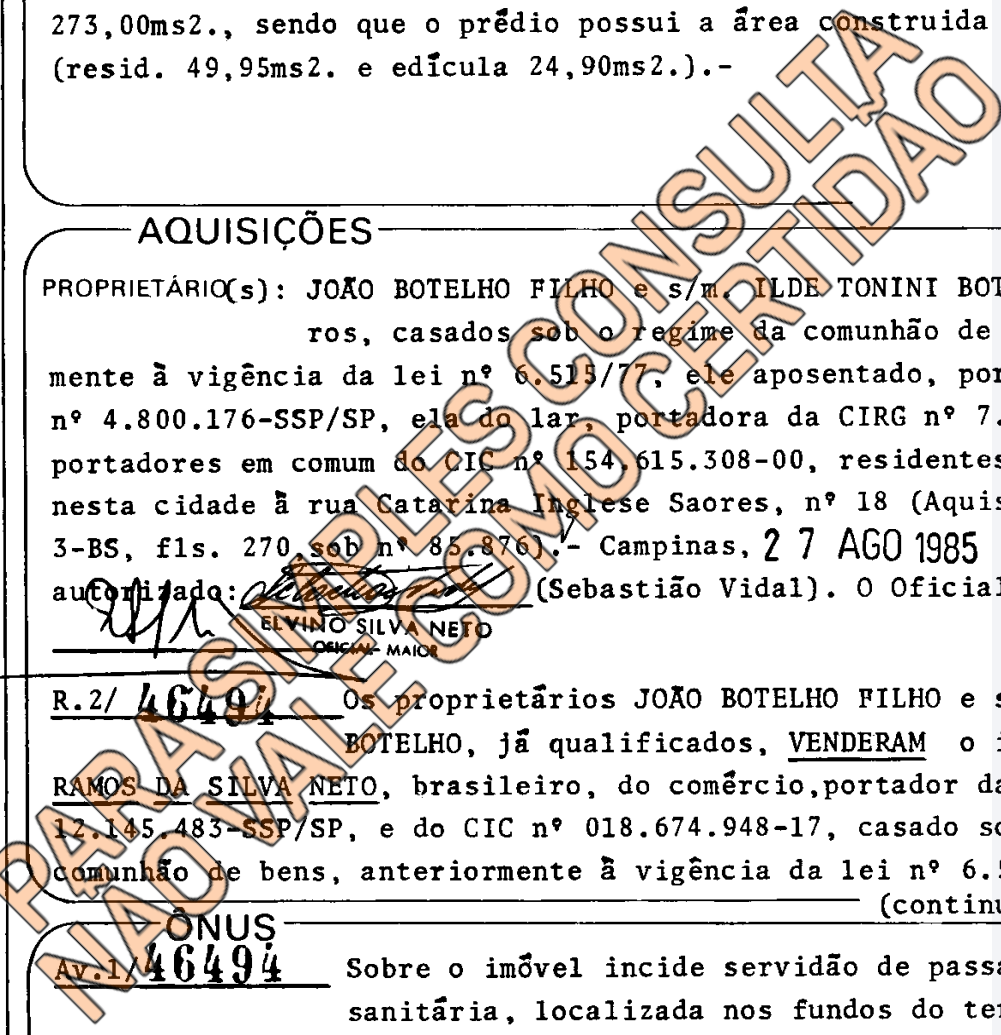 273,00ms2., sendo que o prédio possui a área construida
(resid. 49,95ms2. e edícula 24,90ms2.).-
AQUISIÇÕES
PROPRIETÁRIO(s): JOÃO BOTELHO FILHO e s/m. ILDE TONINI BOT
ros, casados sob o regime da comunhão de
mente à vigência da lei nº 6.515/77, ele aposentado, por
nº 4.800.176-SSP/SP, ela do lar, portadora da CIRG nº 7.
portadores em comum do CIC nº 154.615.308-00, residentes
nesta cidade à rua Catarina Inglese Saores, nº 18 (Aquis
3-BS, fls. 270 sob nº 85.876).- Campinas, 27 AGO 1985
autorizado: (Sebastião Vidal). O Oficial
ELVINO SILVA NETO
OFICIAL MAIOR
R.2/ 46494 Os proprietários JOÃO BOTELHO FILHO e s
BOTELHO, já qualificados, VENDERAM o i
RAMOS DA SILVA NETO, brasileiro, do comércio,portador da
12.145.483-SSP/SP, e do CIC nº 018.674.948-17, casado so
comunhão de bens, anteriormente à vigência da lei nº 6.5
(continu
ÔNUS
Av.1/46494 Sobre o imóvel incide servidão de passa
sanitária, localizada nos fundos do ter
PARA SIMPLES CONSULTA
NÃO VALE COMO CERTIDÃO